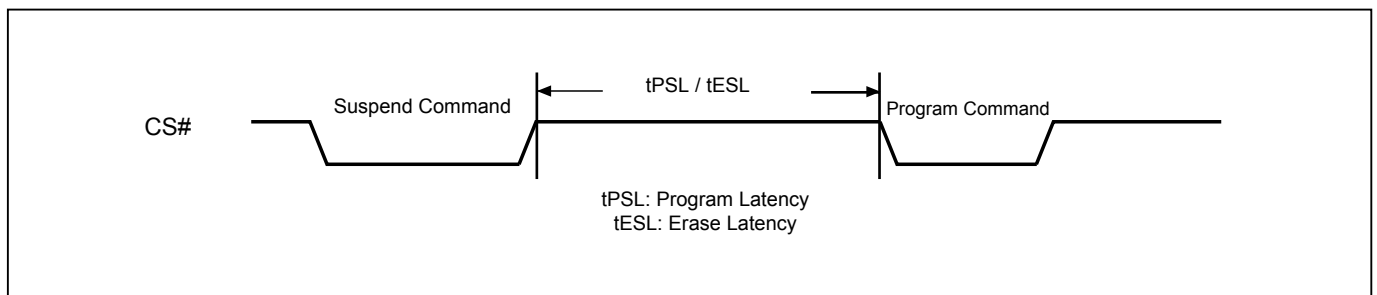 tPSL / tESL
Suspend Command
Program Command
CS#
tPSL: Program Latency
tESL: Erase Latency